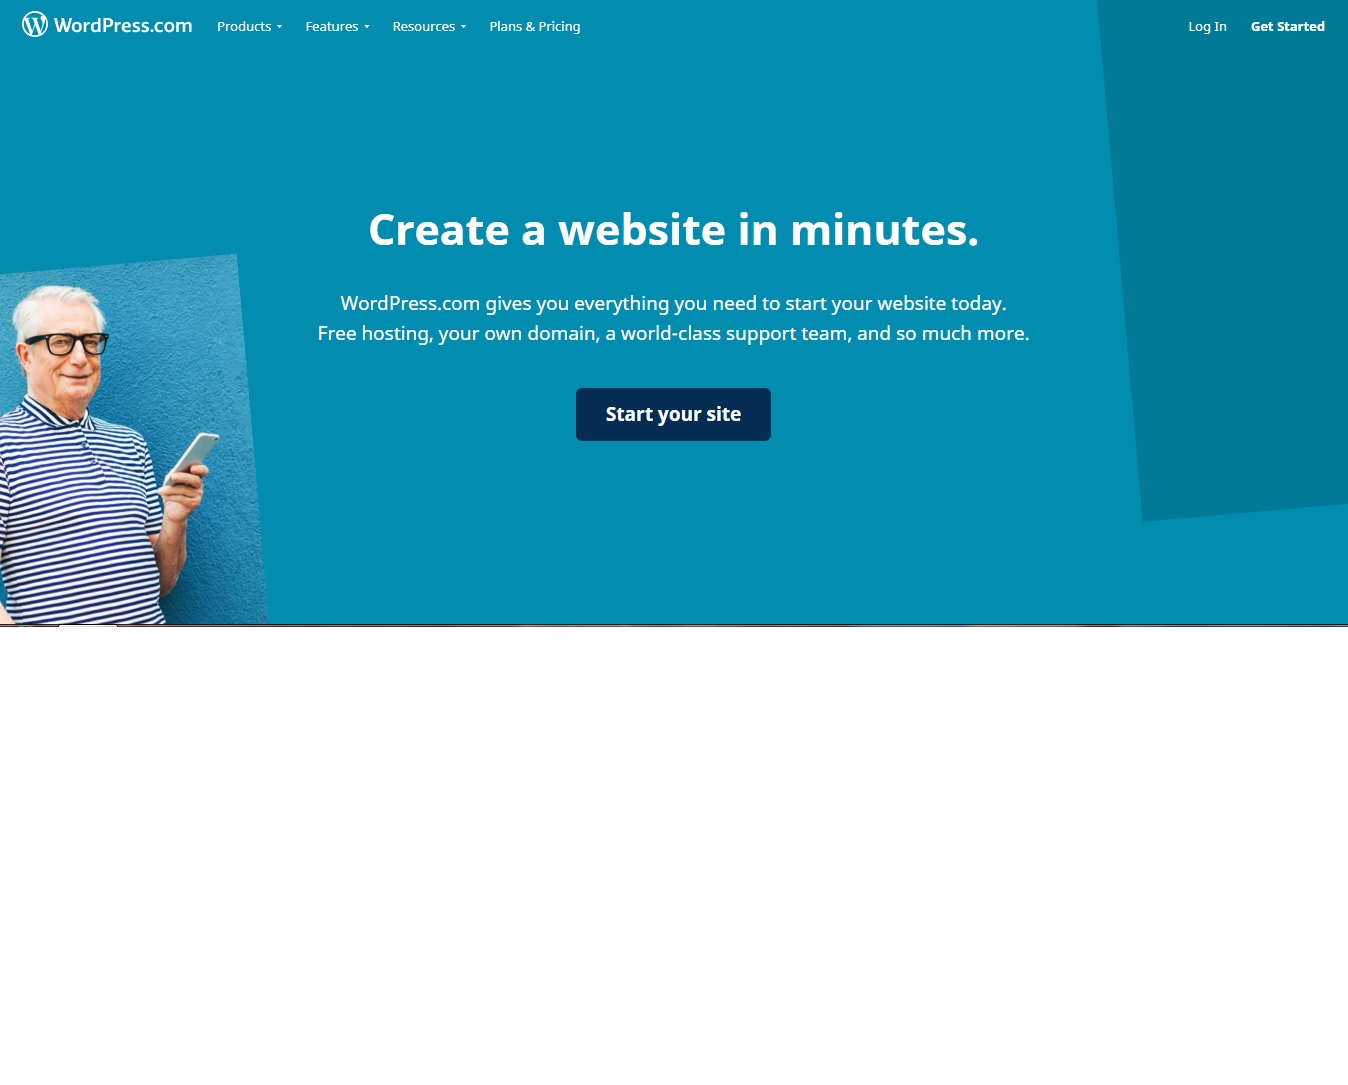 WordPress.com Products Features Resources Plans & Pricing Log In Get Started
Create a website in minutes.
WordPress.com gives you everything you need to start your website today.
Free hosting, your own domain, a world-class support team, and so much more.
Start your site